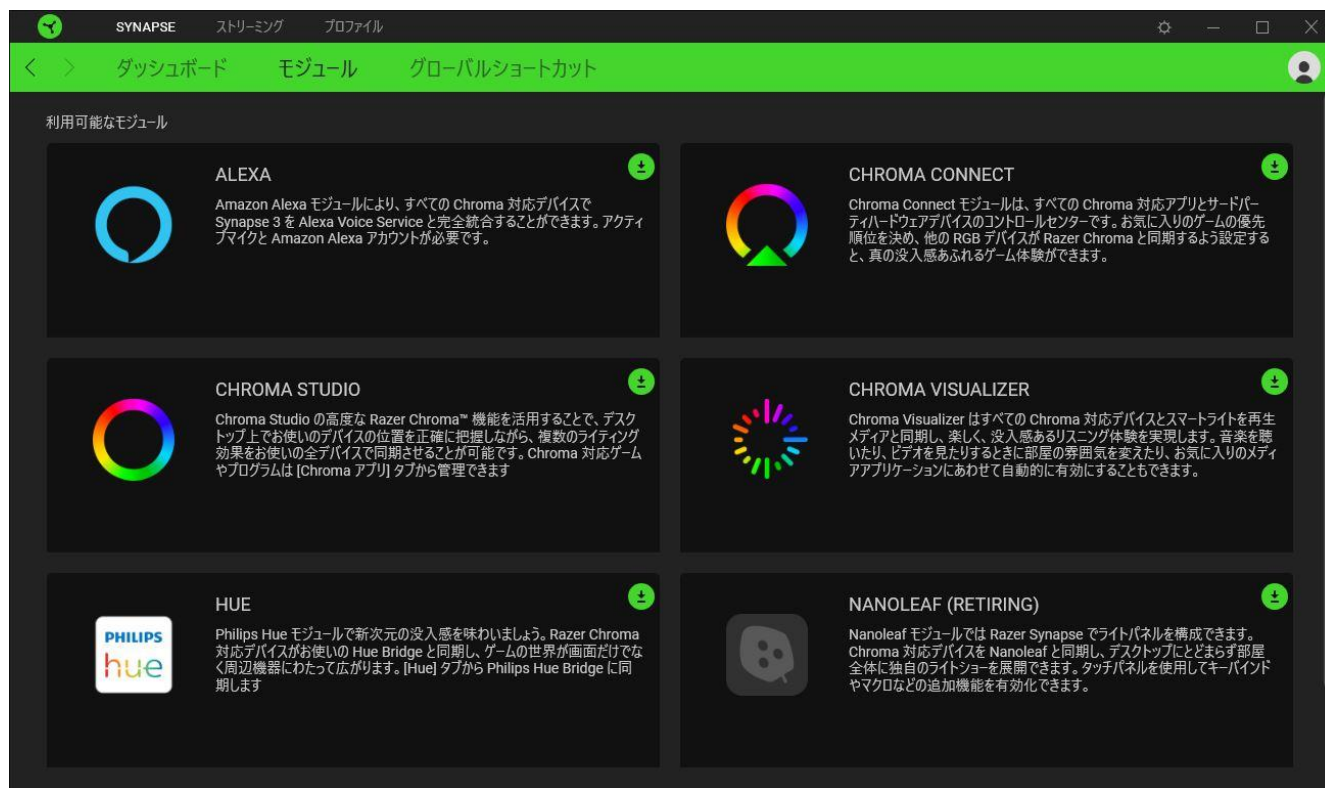 SYNAPSE ストリーミング プロファイル
ダッシュボード モジュール グローバルショートカット
利用可能なモジュール
ALEXA
Amazon Alexa モジュールにより、すべての Chroma 対応デバイスで
Synapse 3 を Alexa Voice Service と完全統合することができます。アクティ
ブマイクと Amazon Alexa アカウントが必要です。
CHROMA CONNECT
Chroma Connect モジュールは、すべての Chroma 対応アプリとサードパー
ティハードウェアデバイスのコントロールセンターです。お気に入りのゲームの優先
順位を決め、他の RGB デバイスが Razer Chroma と同期するよう設定する
と、真の没入感あふれるゲーム体験ができます。
CHROMA STUDIO
Chroma Studio の高度な Razer Chroma™ 機能を活用することで、デスク
トップ上でお使いのデバイスの位置を正確に把握しながら、複数のライティング
効果をお使いの全デバイスで同期させることが可能です。Chroma 対応ゲーム
やプログラムは [Chroma アプリ] タブから管理できます
CHROMA VISUALIZER
Chroma Visualizer はすべての Chroma 対応デバイスとスマートライトを再生
メディアと同期し、楽しく、没入感あるリスニング体験を実現します。音楽を聴
いたり、ビデオを見たりするときに部屋の雰囲気を変えたり、お気に入りのメディ
アアプリケーションにあわせて自動的に有効にすることもできます。
PHILIPS
hue
HUE
Philips Hue モジュールで新次元の没入感を味わいましょう。Razer Chroma
対応デバイスがお使いの Hue Bridge と同期し、ゲームの世界が画面だけでな
く周辺機器にわたって広がります。[Hue] タブから Philips Hue Bridge に同
期します
NANOLEAF (RETIRING)
Nanoleaf モジュールでは Razer Synapse でライトパネルを構成できます。
Chroma 対応デバイスを Nanoleaf と同期し、デスクトップにとどまらず部屋
全体に独自のライトショーを展開できます。タッチパネルを使用してキーバインド
やマクロなどの追加機能を有効化できます。